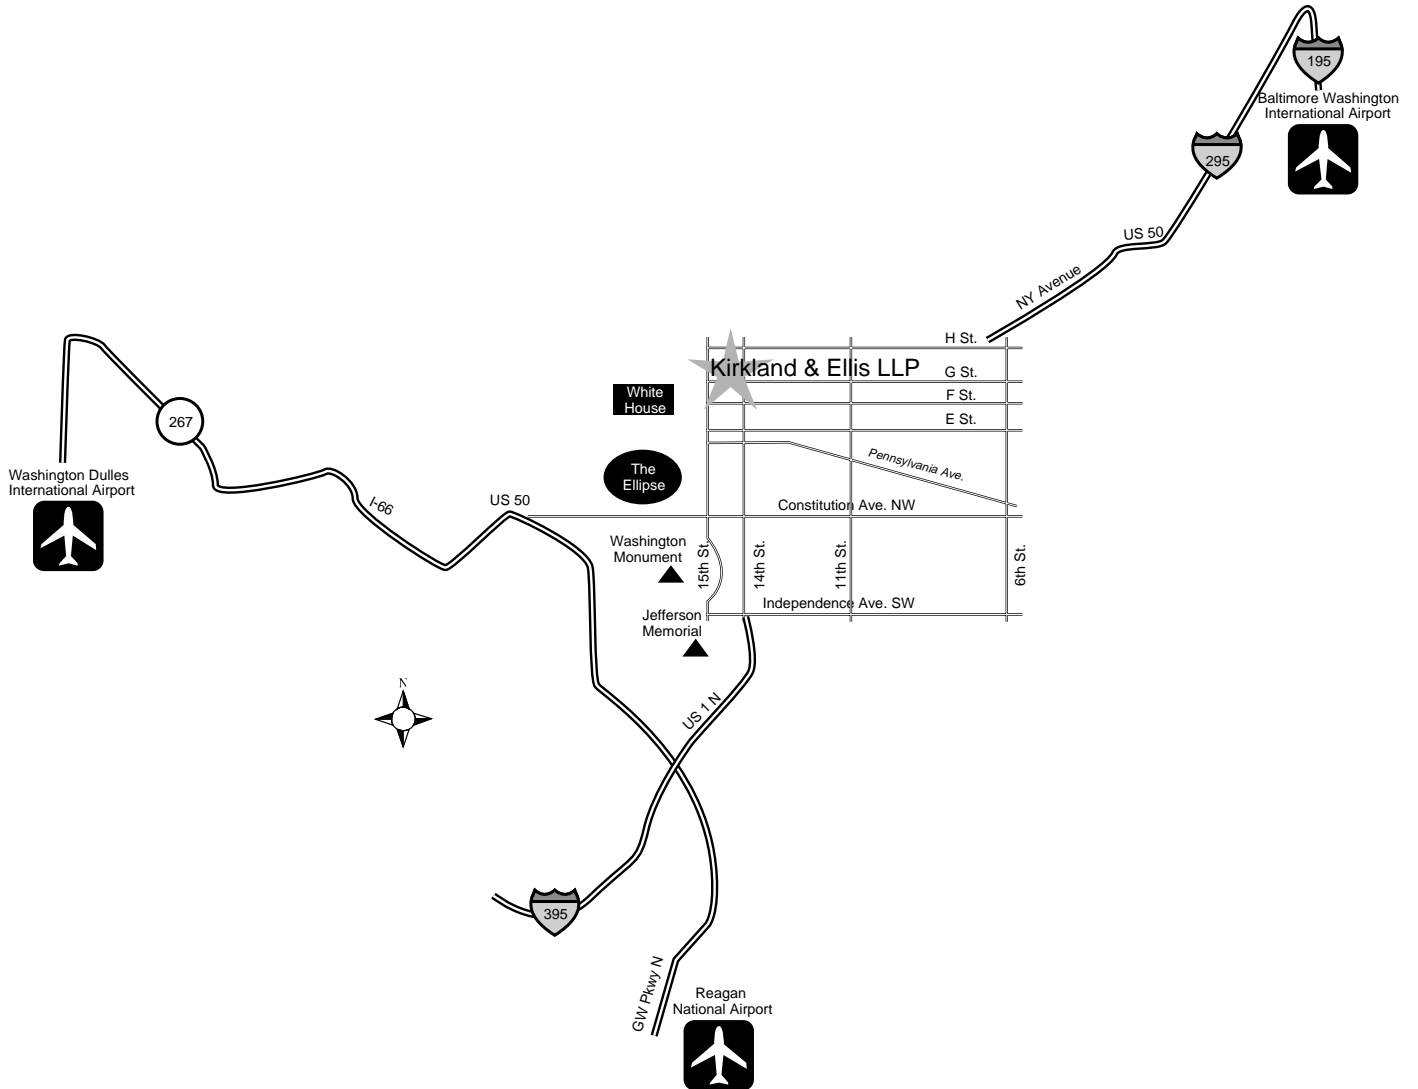 195
Baltimore Washington
International Airport
295
US 50
NY Avenue
H St.
Kirkland & Ellis LLP
G St.
White
House
F St.
E St.
267
Pennsylvania Ave.
The
Ellipse
Washington Dulles
International Airport
I-66
US 50
Constitution Ave. NW
Washington
Monument
15th St.
14th St.
11th St.
6th St.
Independence Ave. SW
Jefferson
Memorial
N
US 1 N
395
GW Pkwy N
Reagan
National Airport